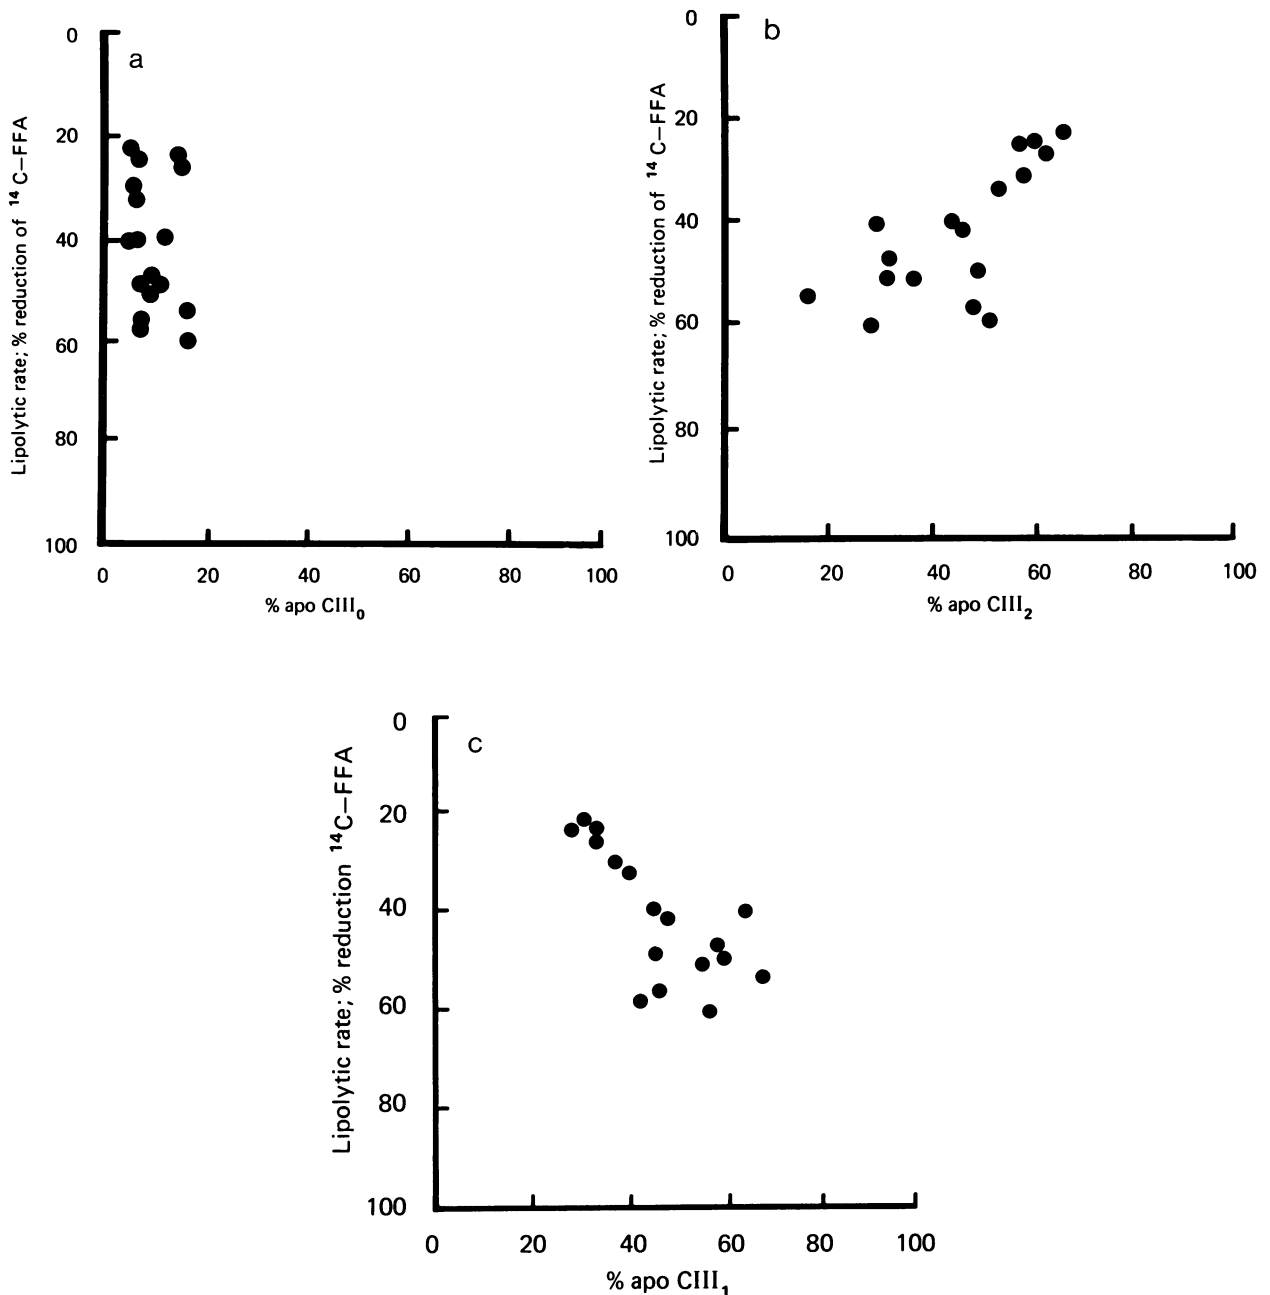 a
Lipolytic rate; % reduction of ¹⁴ C–FFA
0
20
40
60
80
100
0 20 40 60 80 100
% apo CIII₀
b
Lipolytic rate; % reduction of ¹⁴ C–FFA
0
20
40
60
80
100
0 20 40 60 80 100
% apo CIII₂
c
Lipolytic rate; % reduction ¹⁴C–FFA
0
20
40
60
80
100
0 20 40 60 80 100
% apo CIII₁